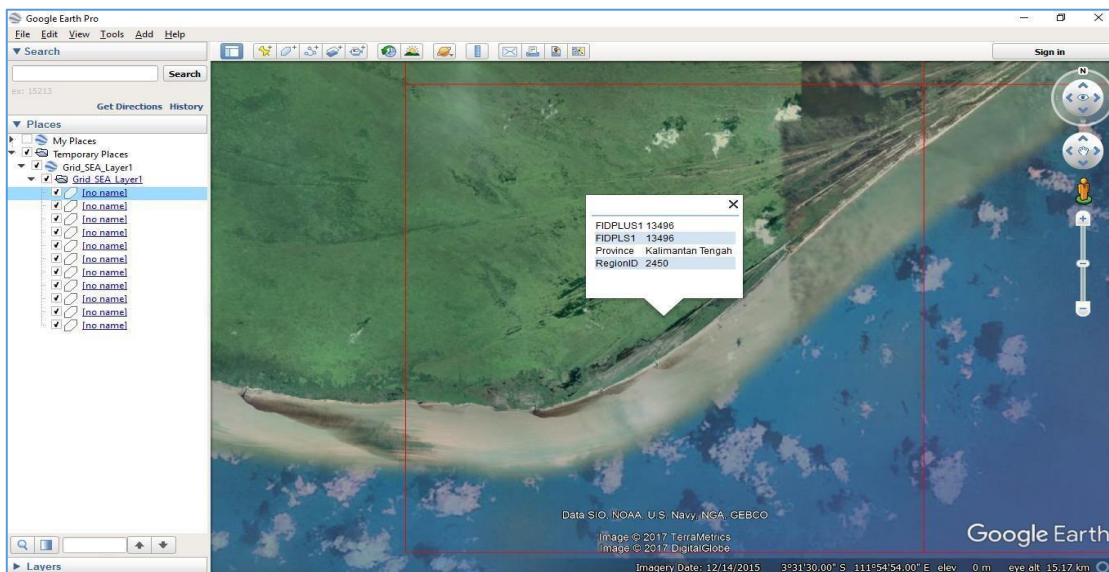 Google Earth Pro
File Edit View Tools Add Help
▼ Search
Search
ex: 15213
Get Directions History
▼ Places
My Places
Temporary Places
Grid_SEA_Layer1
Grid_SEA_Layer1
[no name]
[no name]
[no name]
[no name]
[no name]
[no name]
[no name]
[no name]
[no name]
[no name]
[no name]
▶ Layers
Sign in
N
FIDPLUS1 13496
FIDPLS1 13496
Province Kalimantan Tengah
RegionID 2450
Data SIO, NOAA, U.S. Navy, NGA, GEBCO
Image © 2017 TerraMetrics
Image © 2017 DigitalGlobe
Google Earth
Imagery Date: 12/14/2015 3°31'30.00" S 111°54'54.00" E elev 0 m eye alt 15.17 km